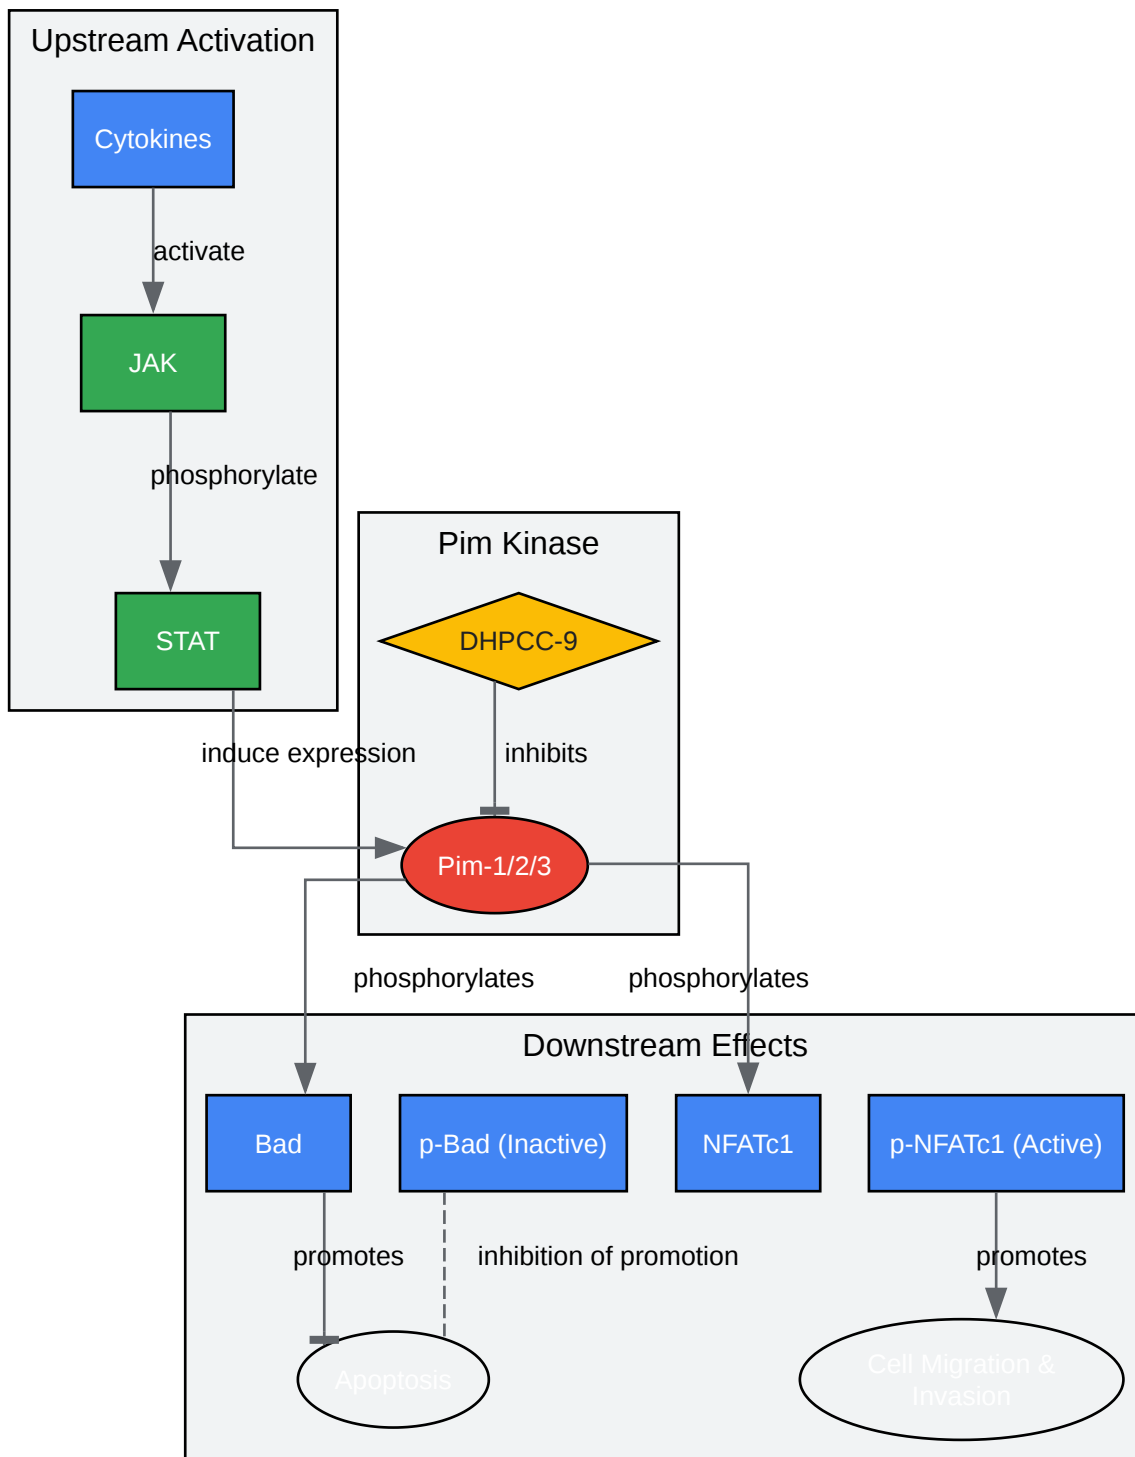 Upstream Activation
Cytokines
activate
JAK
phosphorylate
STAT
induce expression
Pim Kinase
DHPCC-9
inhibits
Pim-1/2/3
phosphorylates
phosphorylates
Downstream Effects
Bad
p-Bad (Inactive)
NFATc1
p-NFATc1 (Active)
promotes
inhibition of promotion
promotes
Apoptosis
Cell Migration &
Invasion